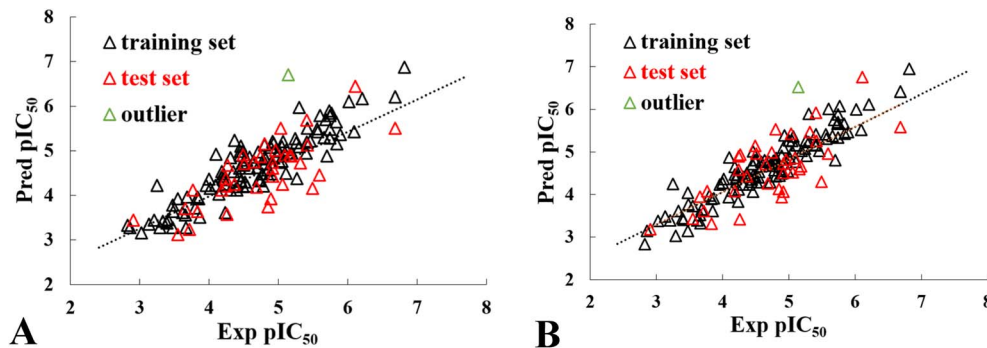 8
7
6
5
4
3
2
Pred pIC50
training set
test set
outlier
2 3 4 5 6 7 8
Exp pIC50
A
8
7
6
5
4
3
2
Pred pIC50
training set
test set
outlier
2 3 4 5 6 7 8
Exp pIC50
B